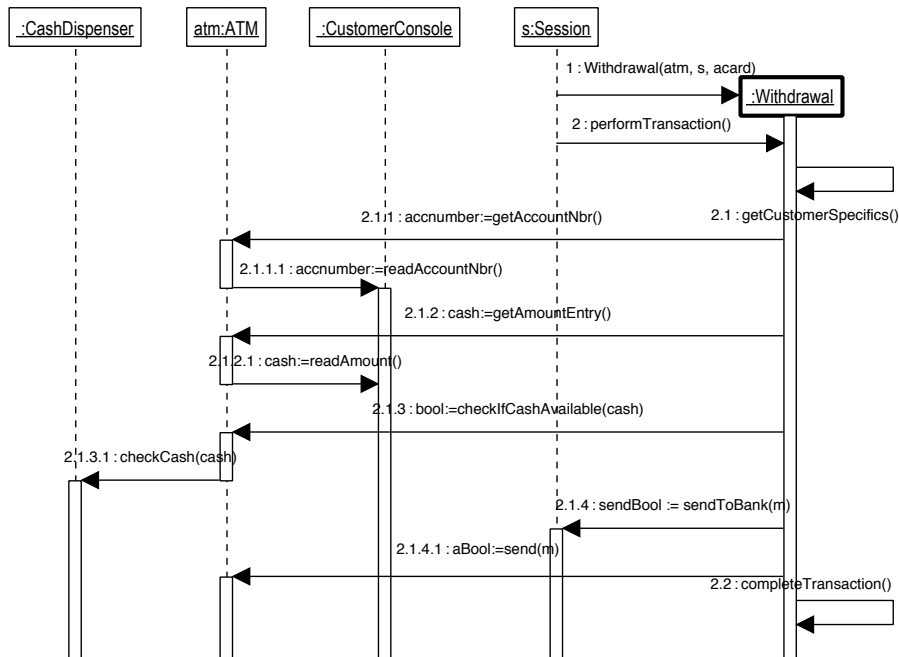 _:CashDispenser
atm:ATM
_:CustomerConsole
s:Session
1 : Withdrawal(atm, s, acard)
_:Withdrawal
2 : performTransaction()
2.1 : getCustomerSpecifics()
2.1.1 : accnumber:=getAccountNbr()
2.1.1.1 : accnumber:=readAccountNbr()
2.1.2 : cash:=getAmountEntry()
2.1.2.1 : cash:=readAmount()
2.1.3 : bool:=checkIfCashAvailable(cash)
2.1.3.1 : checkCash(cash)
2.1.4 : sendBool := sendToBank(m)
2.1.4.1 : aBool:=send(m)
2.2 : completeTransaction()